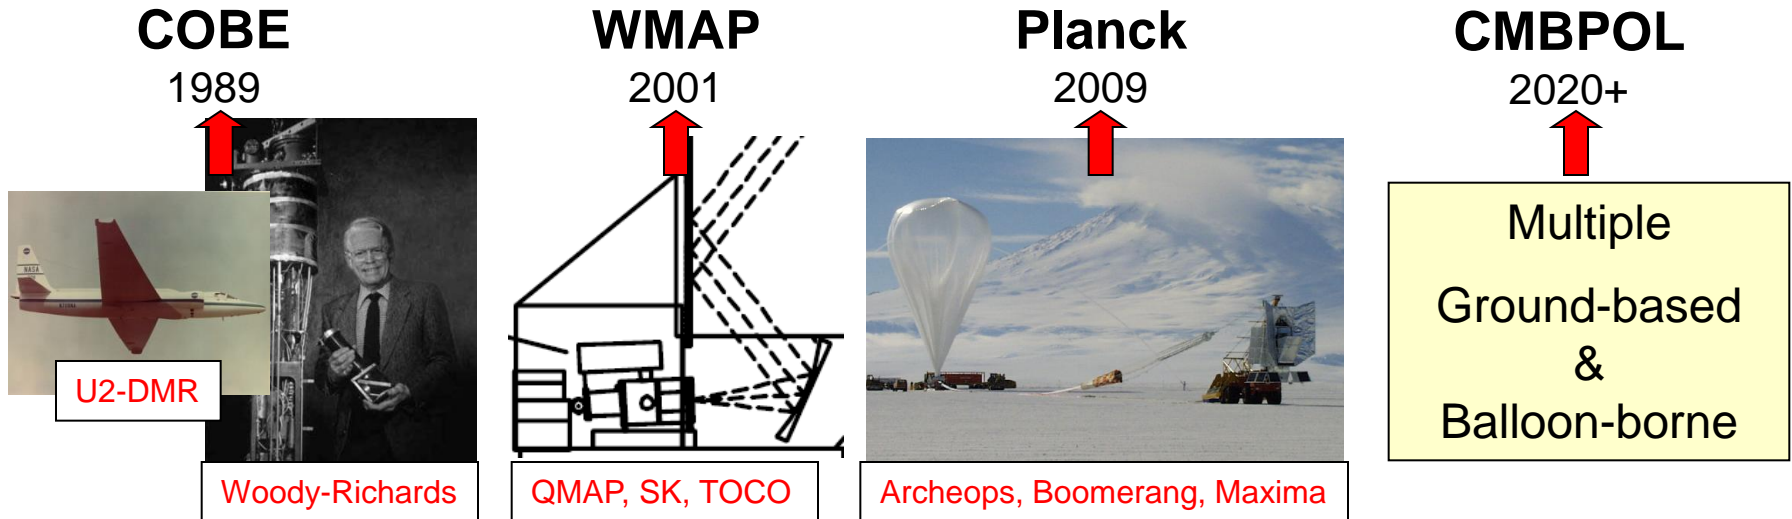 COBE
1989
WMAP
2001
Planck
2009
CMBPOL
2020+
NASA
U2-DMR
Woody-Richards
QMAP, SK, TOCO
Archeops, Boomerang, Maxima
Multiple
Ground-based
&
Balloon-borne